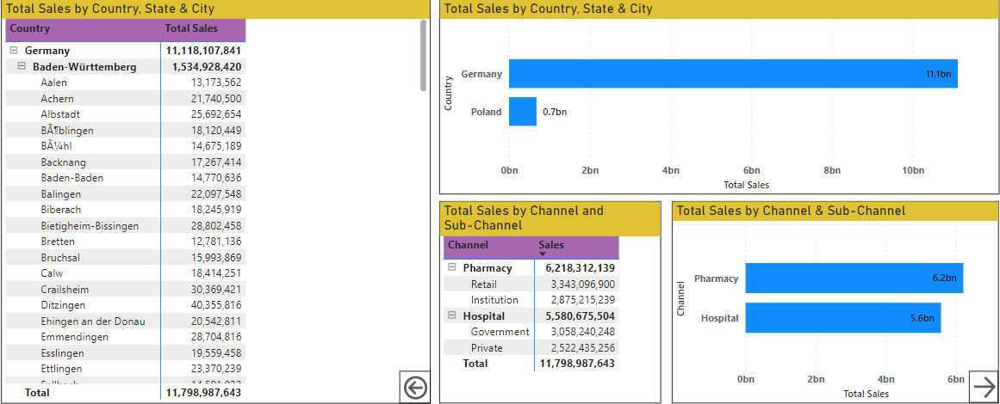 Total Sales by Country, State & City
Country Total Sales
Germany 11,118,107,841
Baden-Württemberg 1,534,928,420
Aalen 13,173,562
Achern 21,740,500
Albstadt 25,692,654
BÃ¶blingen 18,120,449
BÃ¼hl 14,675,189
Backnang 17,267,414
Baden-Baden 14,770,636
Balingen 22,097,548
Biberach 18,245,919
Bietigheim-Bissingen 28,802,458
Bretten 12,781,136
Bruchsal 15,993,869
Calw 18,414,251
Crailsheim 30,369,421
Ditzingen 40,355,816
Ehingen an der Donau 20,542,811
Emmendingen 28,704,816
Esslingen 19,559,458
Ettlingen 23,370,239
Total 11,798,987,643
Total Sales by Country, State & City
Country
Germany 11.1bn
Poland 0.7bn
0bn 2bn 4bn 6bn 8bn 10bn
Total Sales
Total Sales by Channel and
Sub-Channel
Channel Sales
Pharmacy 6,218,312,139
Retail 3,343,096,900
Institution 2,875,215,239
Hospital 5,580,675,504
Government 3,058,240,248
Private 2,522,435,256
Total 11,798,987,643
Total Sales by Channel & Sub-Channel
Channel
Pharmacy 6.2bn
Hospital 5.6bn
0bn 2bn 4bn 6bn
Total Sales